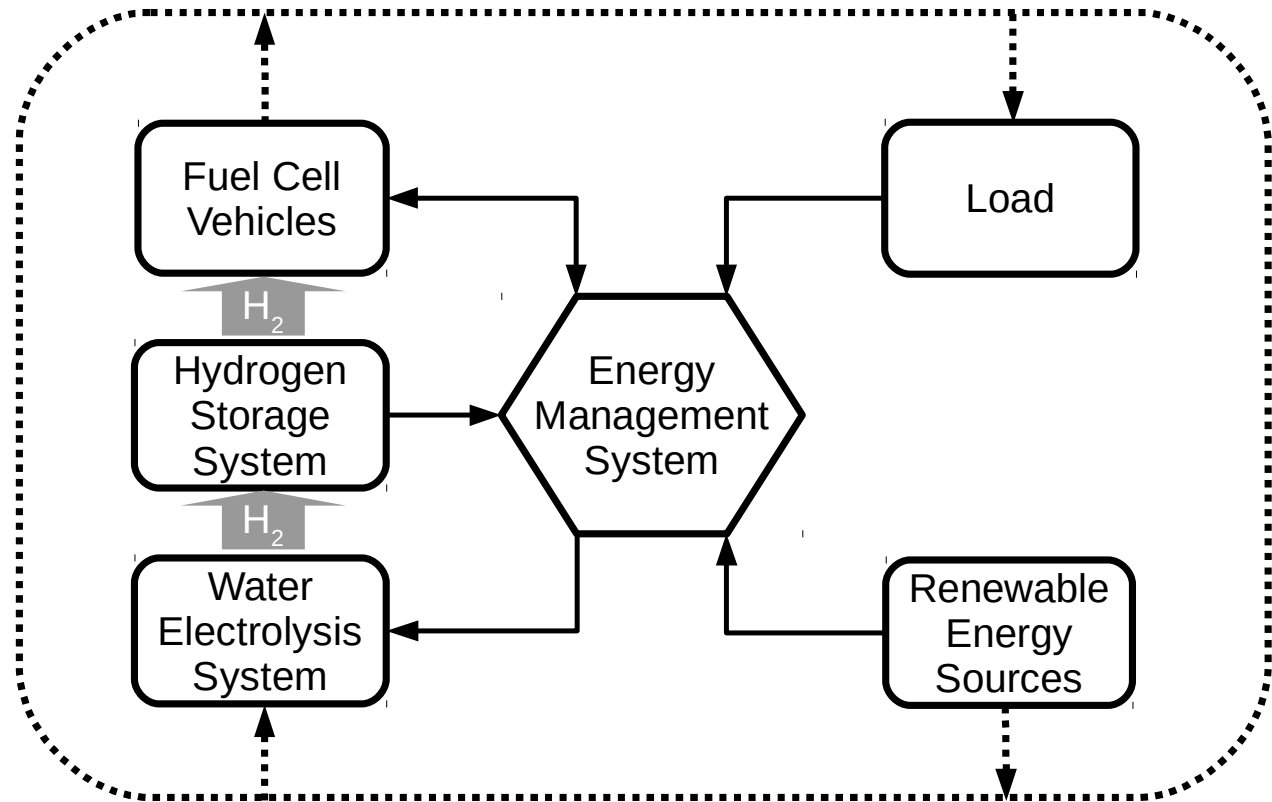 Fuel Cell
Vehicles
Load
H2
Hydrogen
Storage
System
Energy
Management
System
H2
Water
Electrolysis
System
Renewable
Energy
Sources